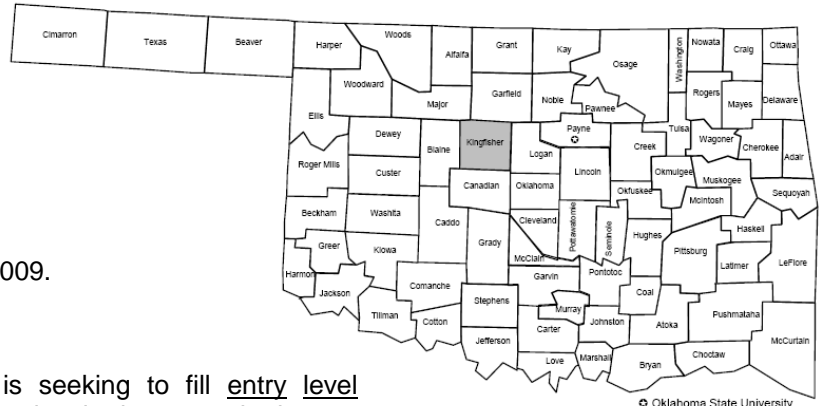 Cimarron Texas Beaver Harper Woods Alfalfa Grant Kay Osage Washington Nowata Craig Ottawa
Woodward Major Garfield Noble Pawnee Rogers Mayes Delaware
Ellis Dewey Blaine Kingfisher Logan Payne Creek Tulsa Wagoner Cherokee Adair
Roger Mills Custer Canadian Oklahoma Lincoln Okfuskee Okmulgee Muskogee Sequoyah
Beckham Washita Caddo Grady Cleveland Pottawatomie Seminole Hughes McIntosh Haskell
Greer Kiowa McClain Garvin Pontotoc Pittsburg Latimer LeFlore
Harmon Jackson Comanche Stephens Murray Coal
Tillman Cotton Jefferson Carter Johnston Atoka Pushmataha McCurtain
Love Marshall Bryan Choctaw
009.
is seeking to fill entry level
Oklahoma State University